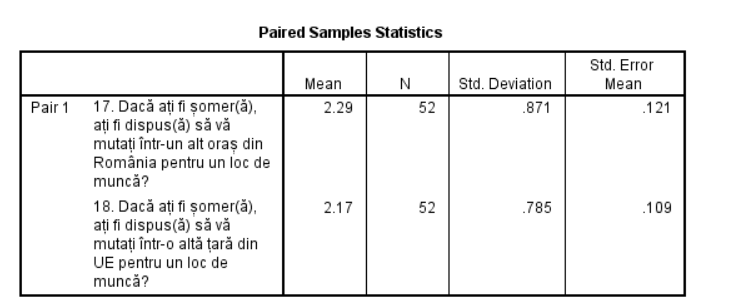 Paired Samples Statistics
Mean N Std. Deviation Std. Error Mean
Pair 1 17. Dacă ați fi șomer(ă), 2.29 52 .871 .121
ați fi dispus(ă) să vă
mutați într-un alt oraș din
România pentru un loc de
muncă?
18. Dacă ați fi șomer(ă), 2.17 52 .785 .109
ați fi dispus(ă) să vă
mutați într-o altă țară din
UE pentru un loc de
muncă?